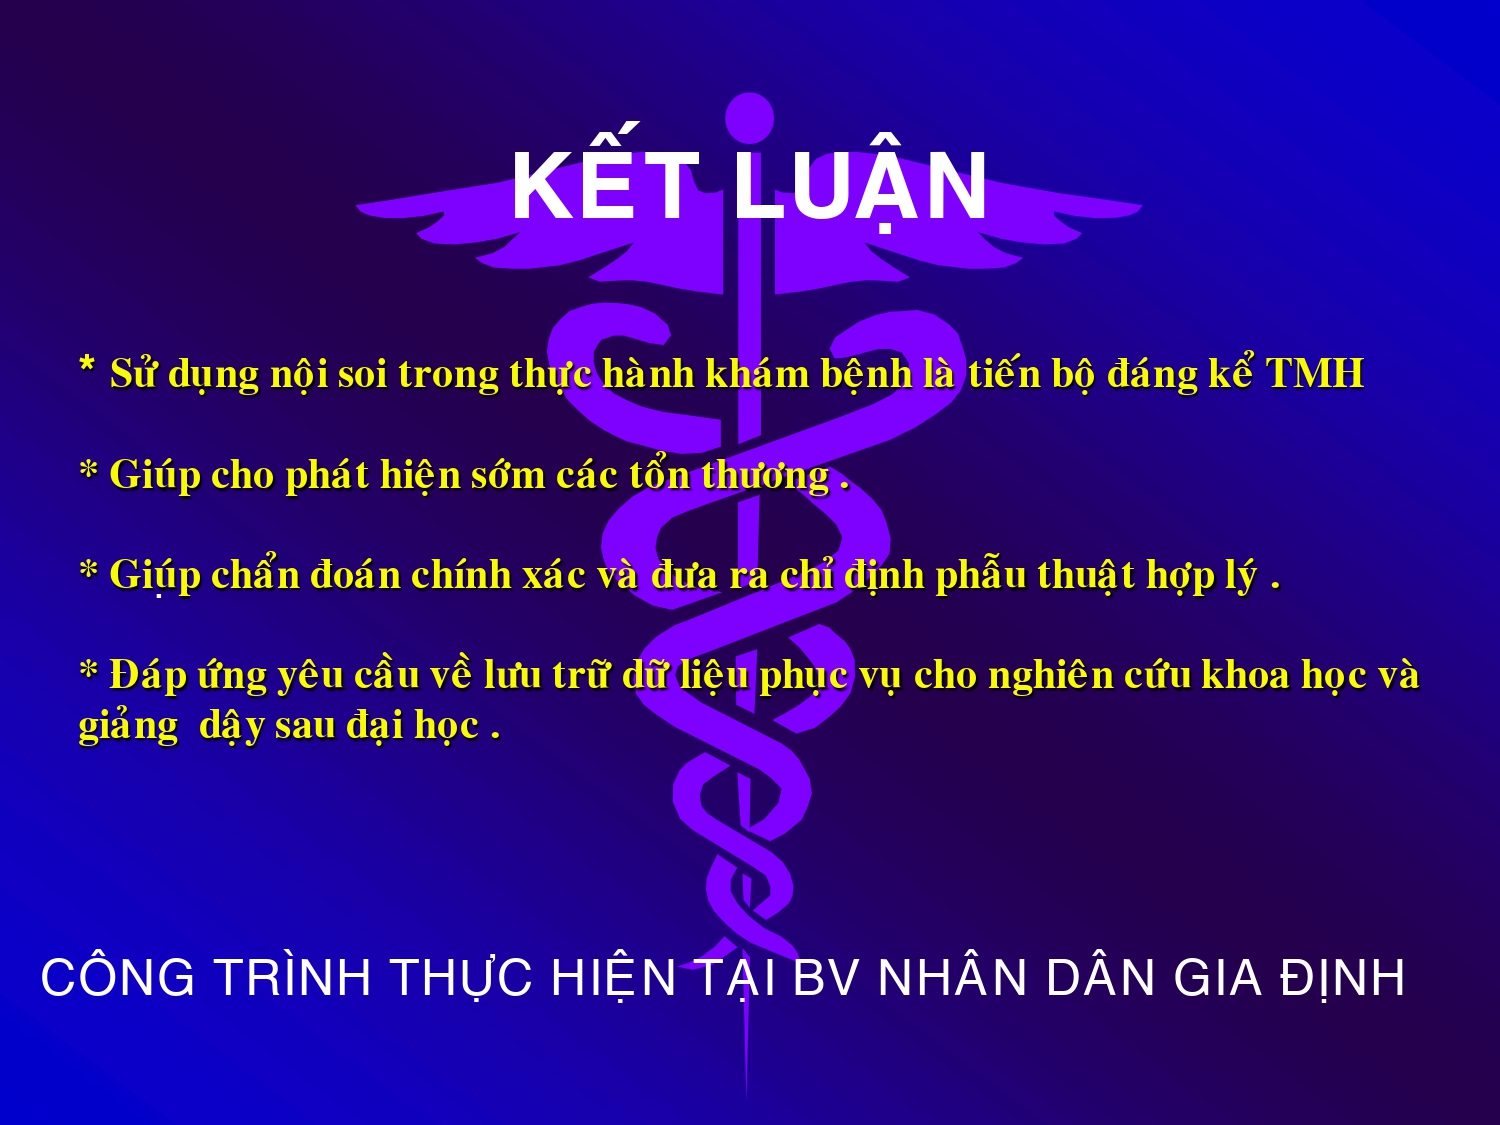 KẾT LUẬN
* Sử dụng nội soi trong thực hành khám bệnh là tiến bộ đáng kể TMH
* Giúp cho phát hiện sớm các tổn thương .
* Giúp chẩn đoán chính xác và đưa ra chỉ định phẫu thuật hợp lý .
* Đáp ứng yêu cầu về lưu trữ dữ liệu phục vụ cho nghiên cứu khoa học và
giảng  dậy sau đại học .
CÔNG TRÌNH THỰC HIỆN TẠI BV NHÂN DÂN GIA ĐỊNH